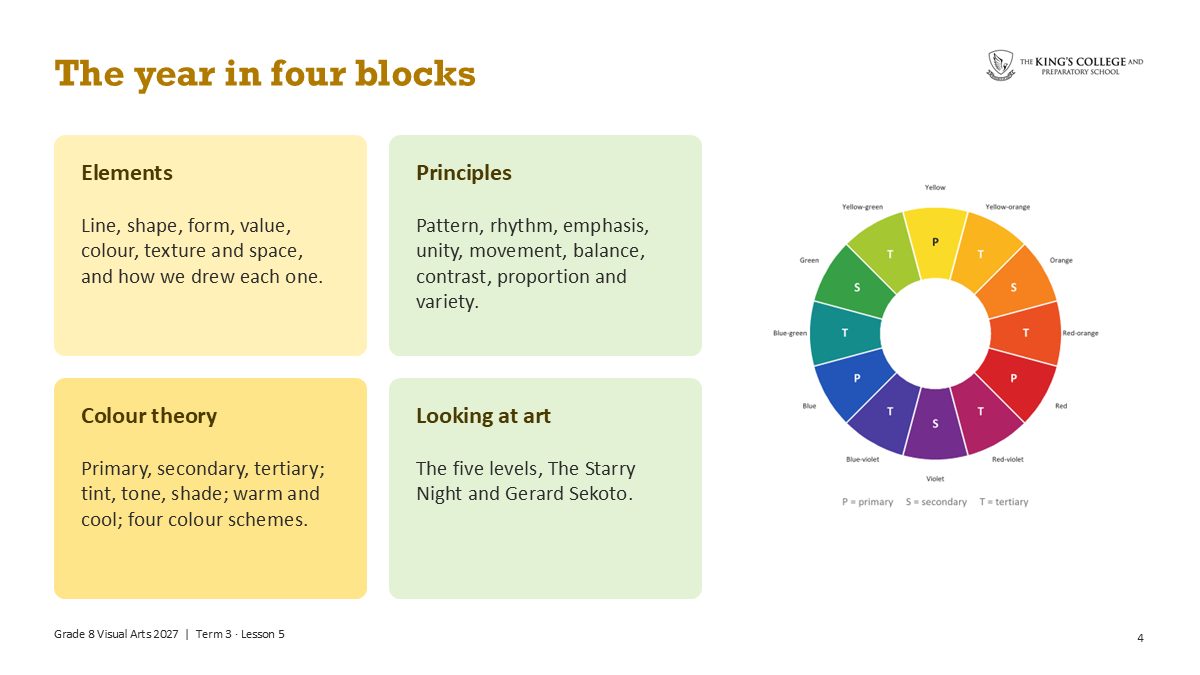 The year in four blocks
THE KING'S COLLEGE AND
PREPARATORY SCHOOL
Elements
Line, shape, form, value,
colour, texture and space,
and how we drew each one.
Principles
Pattern, rhythm, emphasis,
unity, movement, balance,
contrast, proportion and
variety.
Colour theory
Primary, secondary, tertiary;
tint, tone, shade; warm and
cool; four colour schemes.
Looking at art
The five levels, The Starry
Night and Gerard Sekoto.
Yellow
Yellow-green
Yellow-orange
P
T
T
Green
Orange
S
S
Blue-green
T
T
Red-orange
P
P
Blue
Red
T
T
S
Blue-violet
Red-violet
Violet
P = primary S = secondary T = tertiary
Grade 8 Visual Arts 2027 | Term 3 · Lesson 5
4